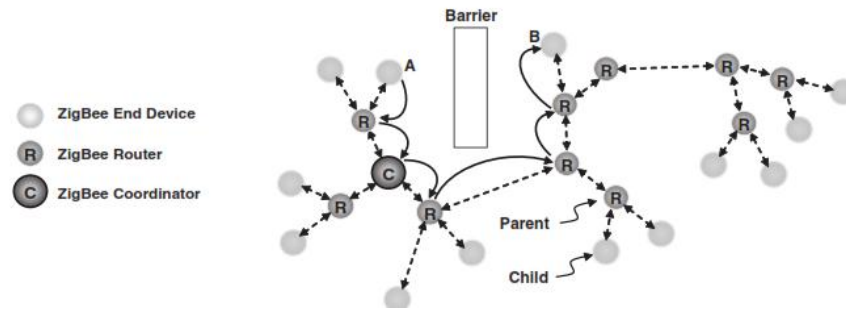 Barrier
B
A
R
R
R
R
R
ZigBee End Device
R
R
R
ZigBee Router
R
C
C
ZigBee Coordinator
R
R
R
Parent
Child